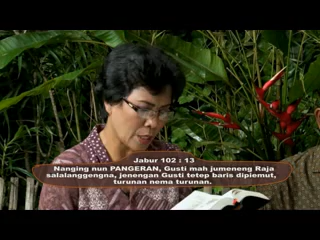 Jabur 102 : 13
Nanging nun PANGERAN, Gusti mah jumeneng Raja
salalanggengna, jenengan Gusti tetep baris dipiemut,
turunan nema turunan.